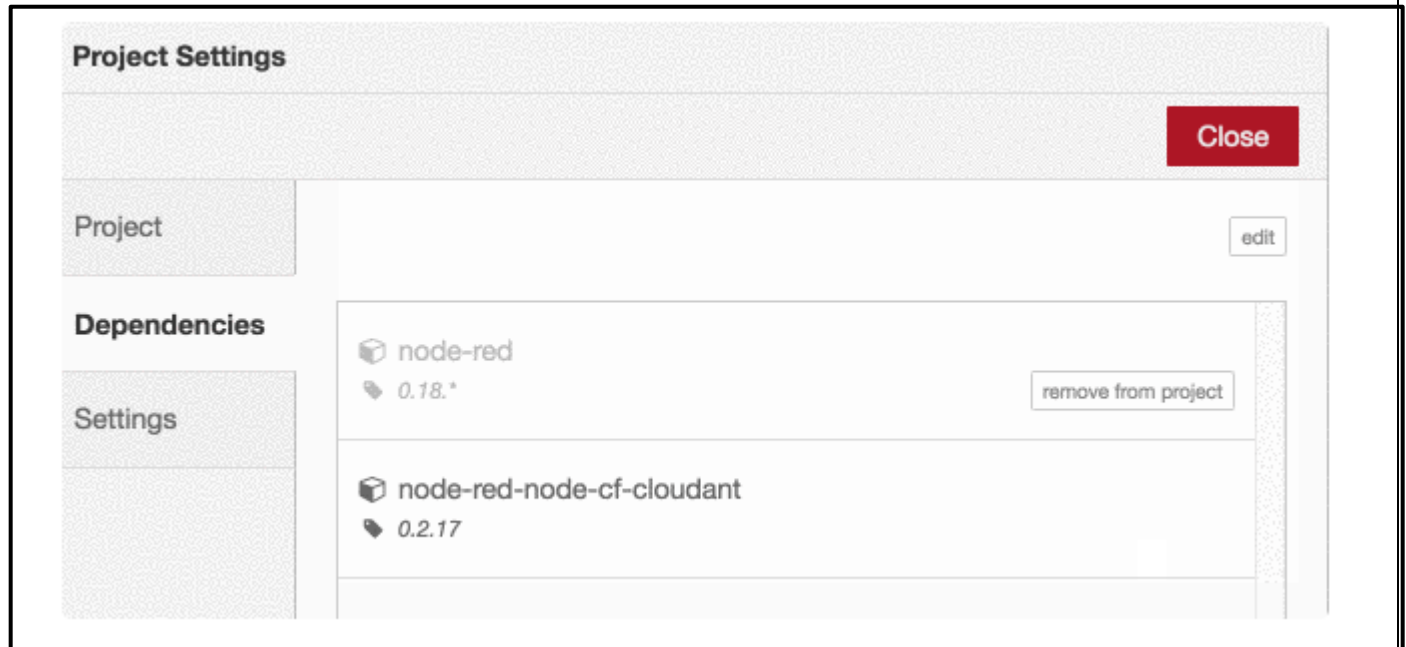 Project Settings
Close
Project
edit
Dependencies
node-red
0.18.*
remove from project
Settings
node-red-node-cf-cloudant
0.2.17